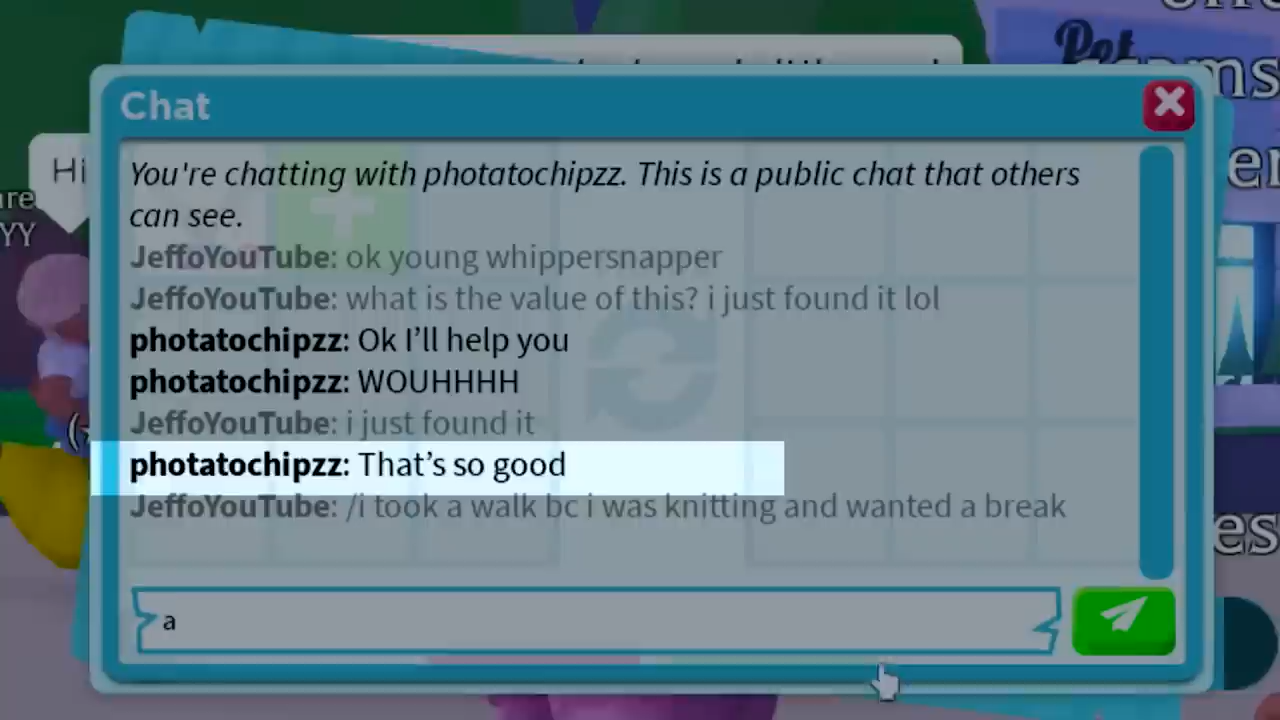 Pet
Chat
Hi
You're chatting with photatochipzz. This is a public chat that others
can see.
JeffoYouTube: ok young whippersnapper
JeffoYouTube: what is the value of this? i just found it lol
photatochipzz: Ok I’ll help you
photatochipzz: WOUHHHH
JeffoYouTube: i just found it
photatochipzz: That’s so good
JeffoYouTube: /i took a walk bc i was knitting and wanted a break
a